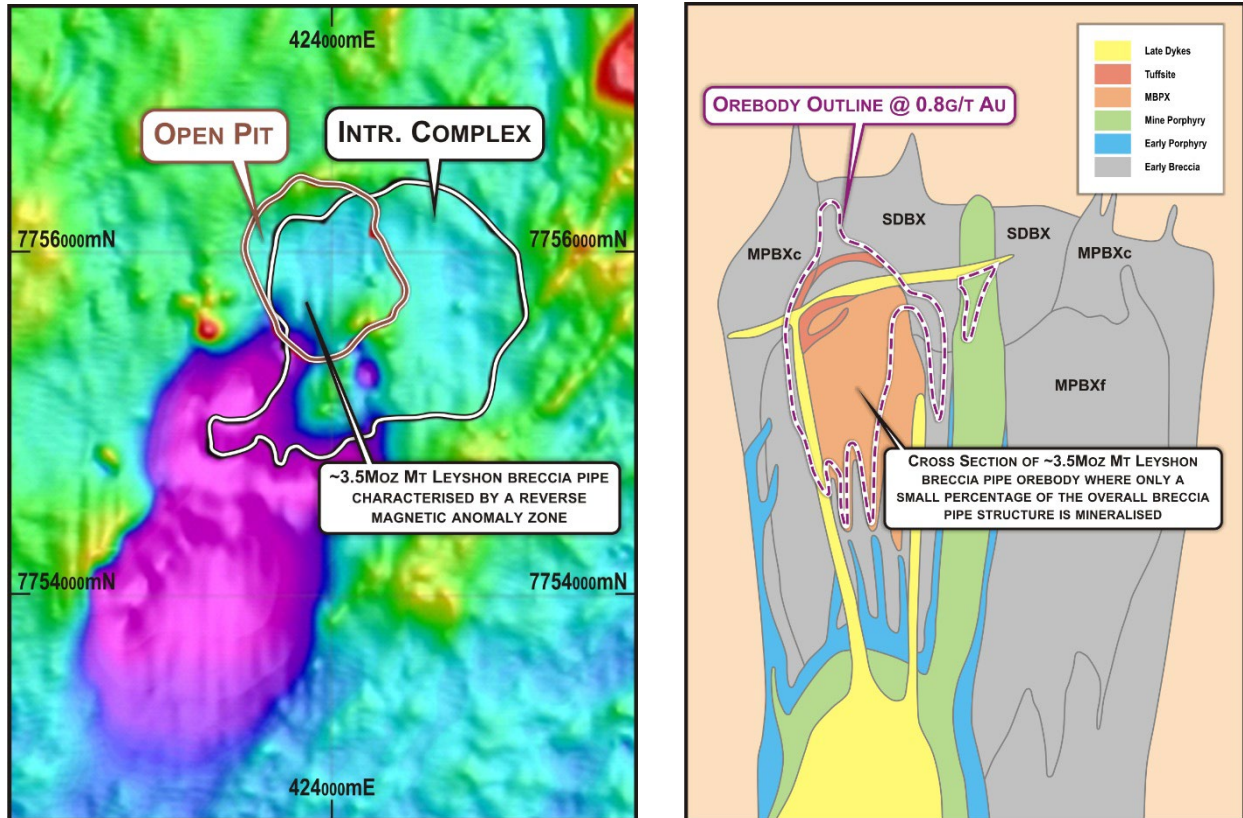 424000mE
OPEN PIT
INTR. COMPLEX
7756000mN
~3.5MOZ MT LEYSHON BRECCIA PIPE
CHARACTERISED BY A REVERSE
MAGNETIC ANOMALY ZONE
7754000mN
424000mE
Late Dykes
Tuffsite
MBPX
Mine Porphyry
Early Porphyry
Early Breccia
OREBODY OUTLINE @ 0.8G/T AU
SDBX
SDBX
MPBXc
MPBXc
MPBXf
CROSS SECTION OF ~3.5MOZ MT LEYSHON
BRECCIA PIPE OREBODY WHERE ONLY A
SMALL PERCENTAGE OF THE OVERALL BRECCIA
PIPE STRUCTURE IS MINERALISED